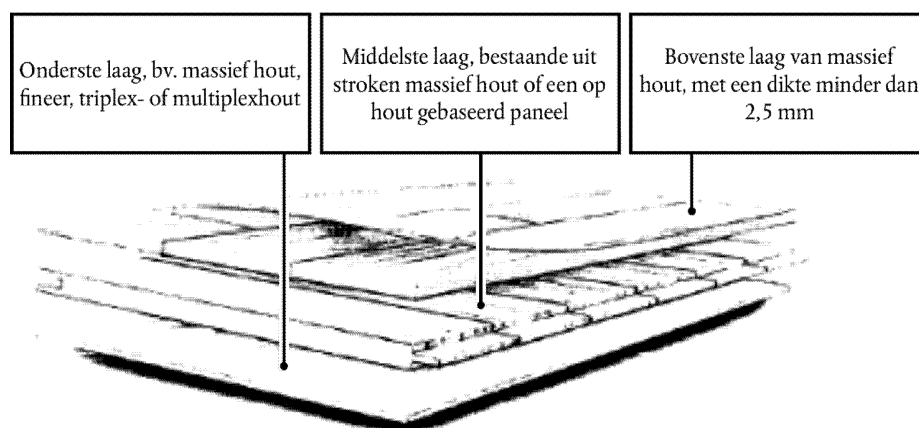 Onderste laag, bv. massief hout,
fineer, triplex- of multiplexhout
Middelste laag, bestaande uit
stroken massief hout of een op
hout gebaseerd paneel
Bovenste laag van massief
hout, met een dikte minder dan
2,5 mm